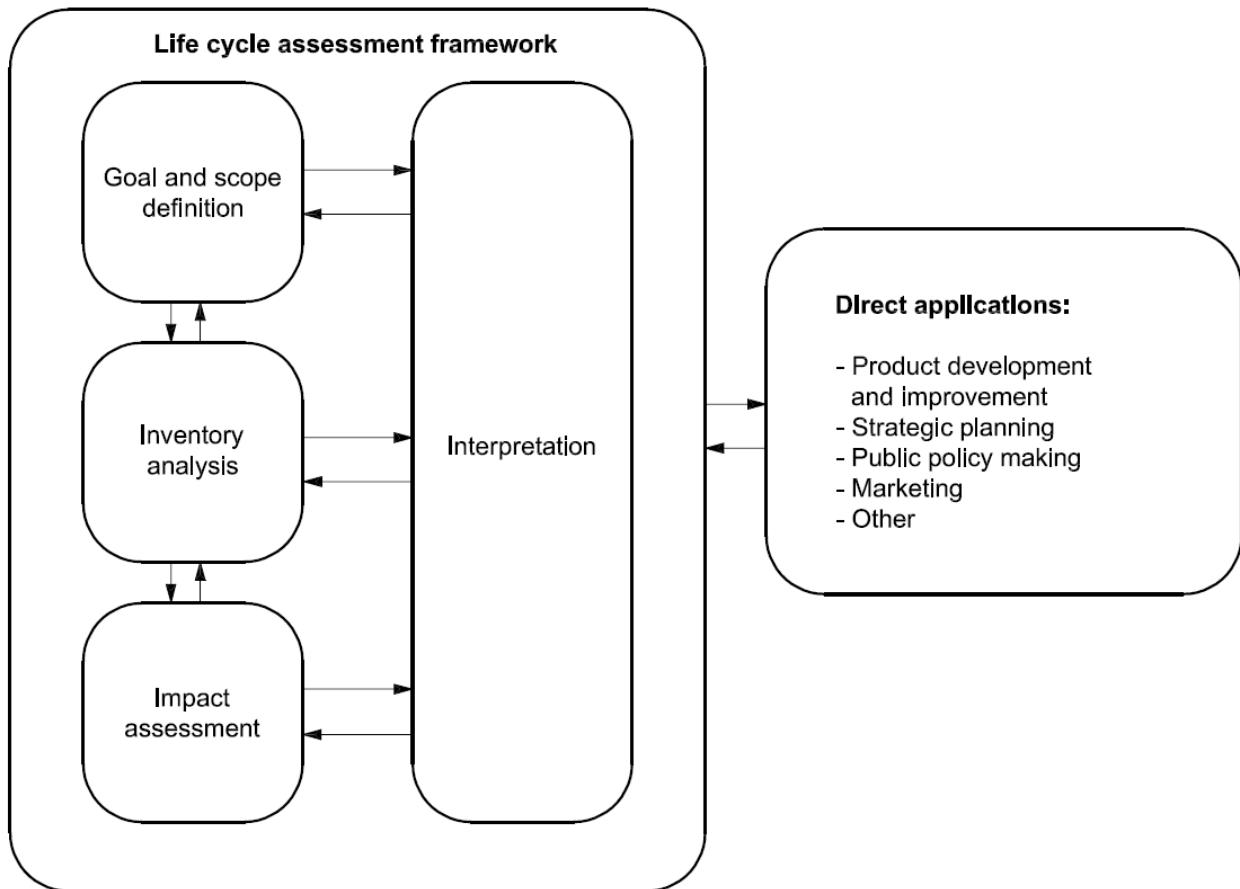 Life cycle assessment framework
Goal and scope
definition
Inventory
analysis
Impact
assessment
Interpretation
Direct applications:
- Product development
and improvement
- Strategic planning
- Public policy making
- Marketing
- Other